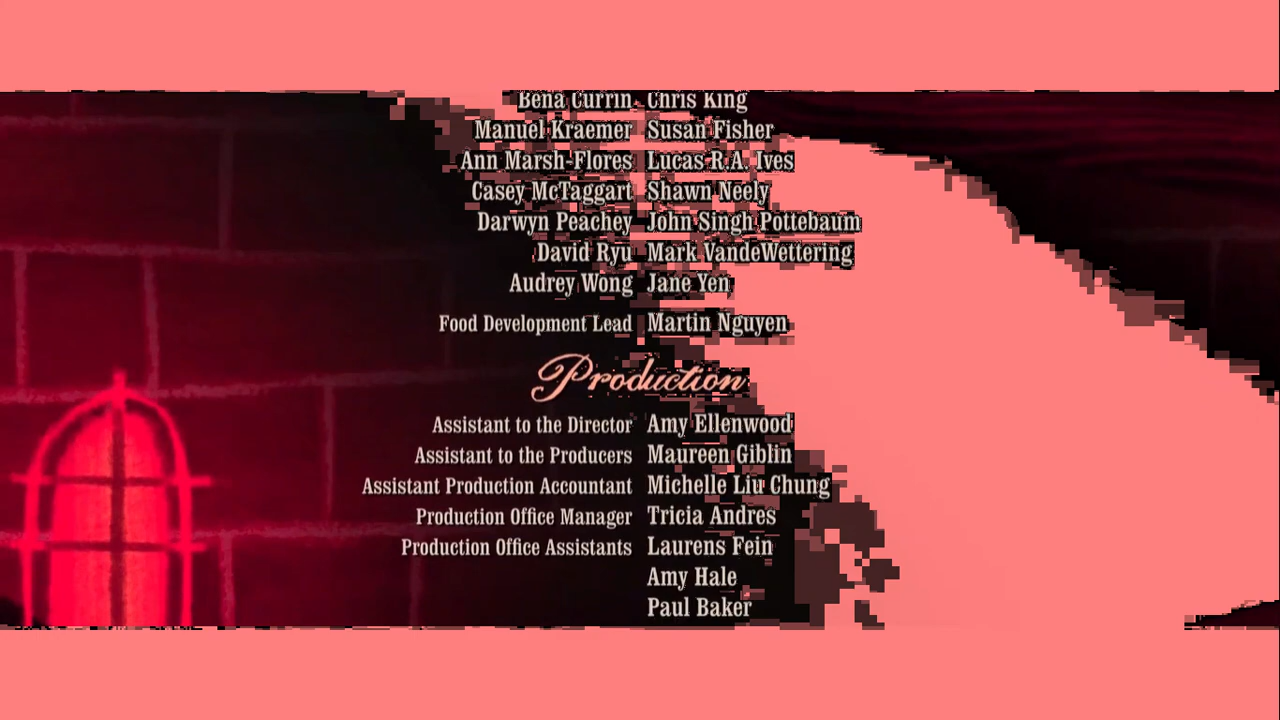 Bena Currin Chris King
Manuel Kraemer Susan Fisher
Ann Marsh-Flores Lucas R.A. Ives
Casey McTaggart Shawn Neely
Darwyn Peachey John Singh Pottebaum
David Ryu Mark VandeWettering
Audrey Wong Jane Yen
Food Development Lead Martin Nguyen
Production
Assistant to the Director Amy Ellenwood
Assistant to the Producers Maureen Giblin
Assistant Production Accountant Michelle Liu Chung
Production Office Manager Tricia Andres
Production Office Assistants Laurens Fein
Amy Hale
Paul Baker